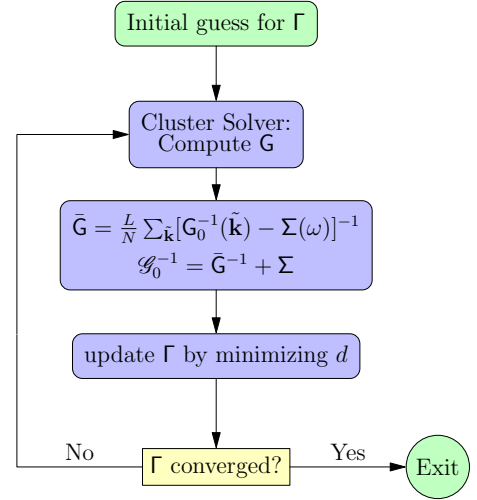 Initial guess for Γ
Cluster Solver:
Compute G
Ḡ = L/N ∑_k̃ [G₀⁻¹(k̃) − Σ(ω)]⁻¹
𝒢₀⁻¹ = Ḡ⁻¹ + Σ
update Γ by minimizing d
No
Γ converged?
Yes
Exit